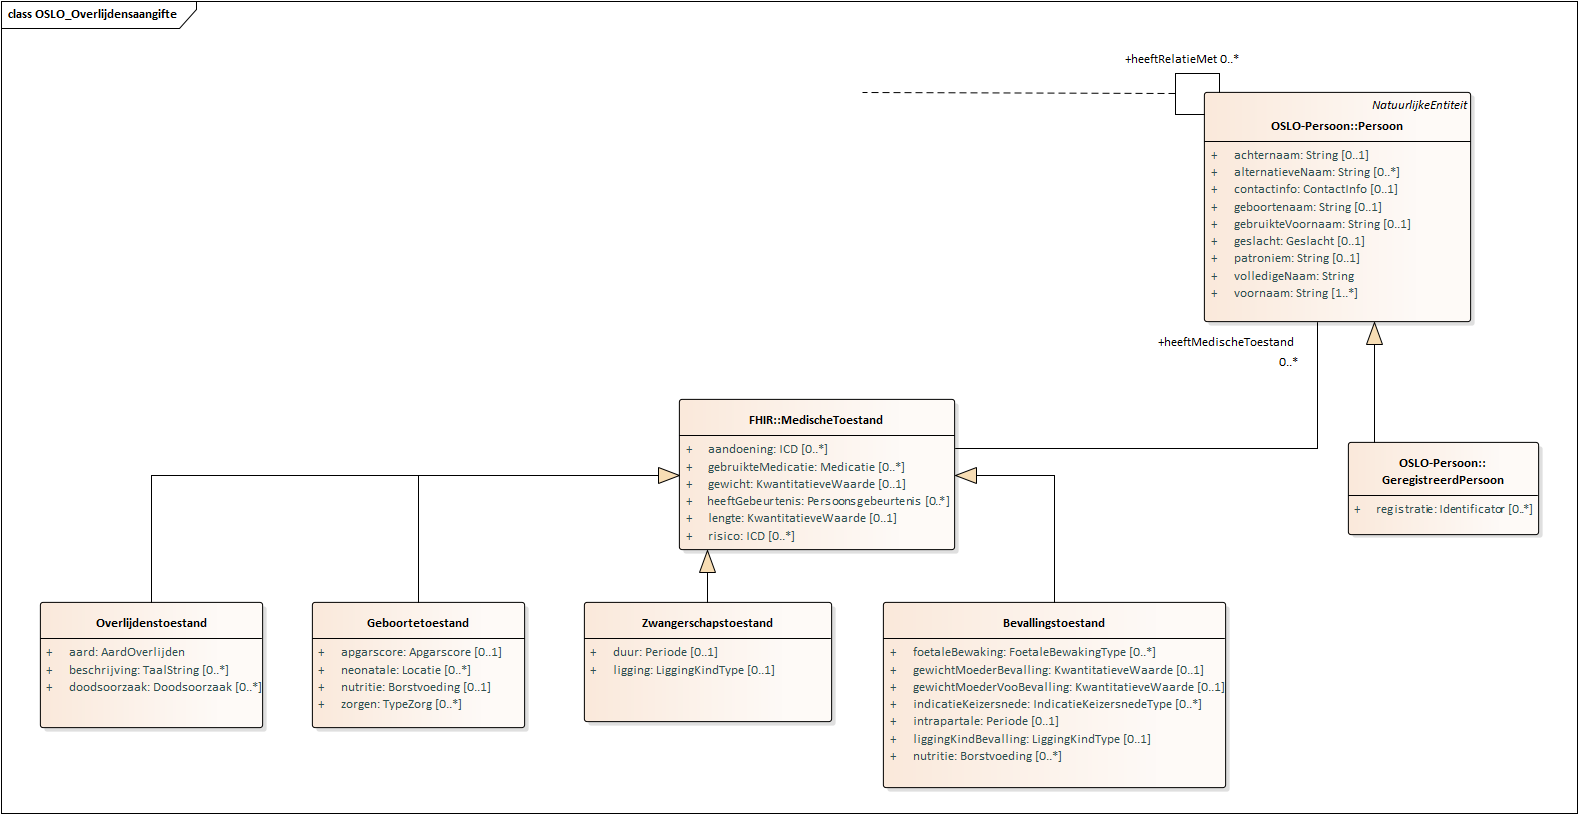 class OSLO_Overlijdensaangifte
+heeftRelatieMet 0..*
NatuurlijkeEntiteit
OSLO-Persoon::Persoon
+ achternaam: String [0..1]
+ alternatieveNaam: String [0..*]
+ contactinfo: ContactInfo [0..1]
+ geboortenaam: String [0..1]
+ gebruikteVoornaam: String [0..1]
+ geslacht: Geslacht [0..1]
+ patroniem: String [0..1]
+ volledigeNaam: String
+ voornaam: String [1..*]
+heeftMedischeToestand
0..*
FHIR::MedischeToestand
+ aandoening: ICD [0..*]
+ gebruikteMedicatie: Medicatie [0..*]
+ gewicht: KwantitatieveWaarde [0..1]
+ heeftGebeurtenis: Persoonsgebeurtenis [0..*]
+ lengte: KwantitatieveWaarde [0..1]
+ risico: ICD [0..*]
OSLO-Persoon::
GeregistreerdPersoon
+ registratie: Identificator [0..*]
Overlijdenstoestand
+ aard: AardOverlijden
+ beschrijving: TaalString [0..*]
+ doodsoorzaak: Doodsoorzaak [0..*]
Geboortetoestand
+ apgarscore: Apgarscore [0..1]
+ neonatale: Locatie [0..*]
+ nutritie: Borstvoeding [0..1]
+ zorgen: TypeZorg [0..*]
Zwangerschapstoestand
+ duur: Periode [0..1]
+ ligging: LiggingKindType [0..1]
Bevallingstoestand
+ foetaleBewaking: FoetaleBewakingType [0..*]
+ gewichtMoederBevalling: KwantitatieveWaarde [0..1]
+ gewichtMoederVooBevalling: KwantitatieveWaarde [0..1]
+ indicatieKeizersnede: IndicatieKeizersnedeType [0..*]
+ intrapartale: Periode [0..1]
+ liggingKindBevalling: LiggingKindType [0..1]
+ nutritie: Borstvoeding [0..*]